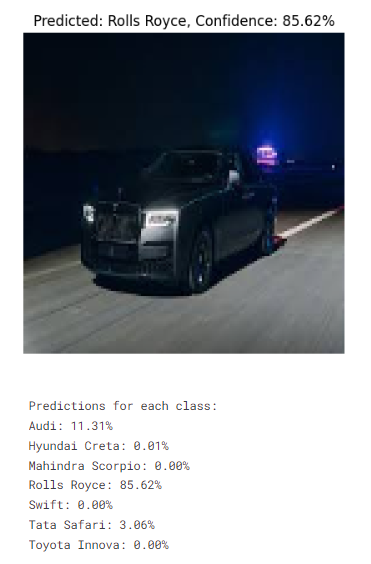 Predicted: Rolls Royce, Confidence: 85.62%
Predictions for each class:
Audi: 11.31%
Hyundai Creta: 0.01%
Mahindra Scorpio: 0.00%
Rolls Royce: 85.62%
Swift: 0.00%
Tata Safari: 3.06%
Toyota Innova: 0.00%